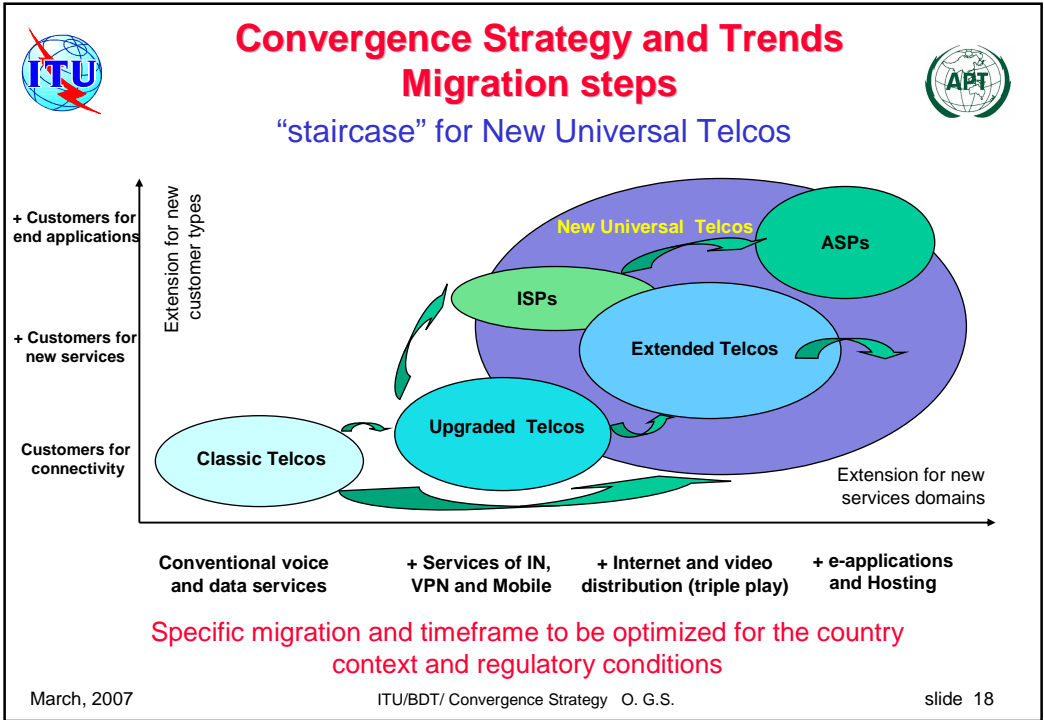 ITU
Convergence Strategy and Trends
Migration steps
APT
“staircase” for New Universal Telcos
+ Customers for
end applications
+ Customers for
new services
Customers for
connectivity
Extension for new
customer types
New Universal Telcos
ASPs
ISPs
Extended Telcos
Upgraded Telcos
Classic Telcos
Extension for new
services domains
Conventional voice
and data services
+ Services of IN,
VPN and Mobile
+ Internet and video
distribution (triple play)
+ e-applications
and Hosting
Specific migration and timeframe to be optimized for the country
context and regulatory conditions
March, 2007
ITU/BDT/ Convergence Strategy O. G.S.
slide 18